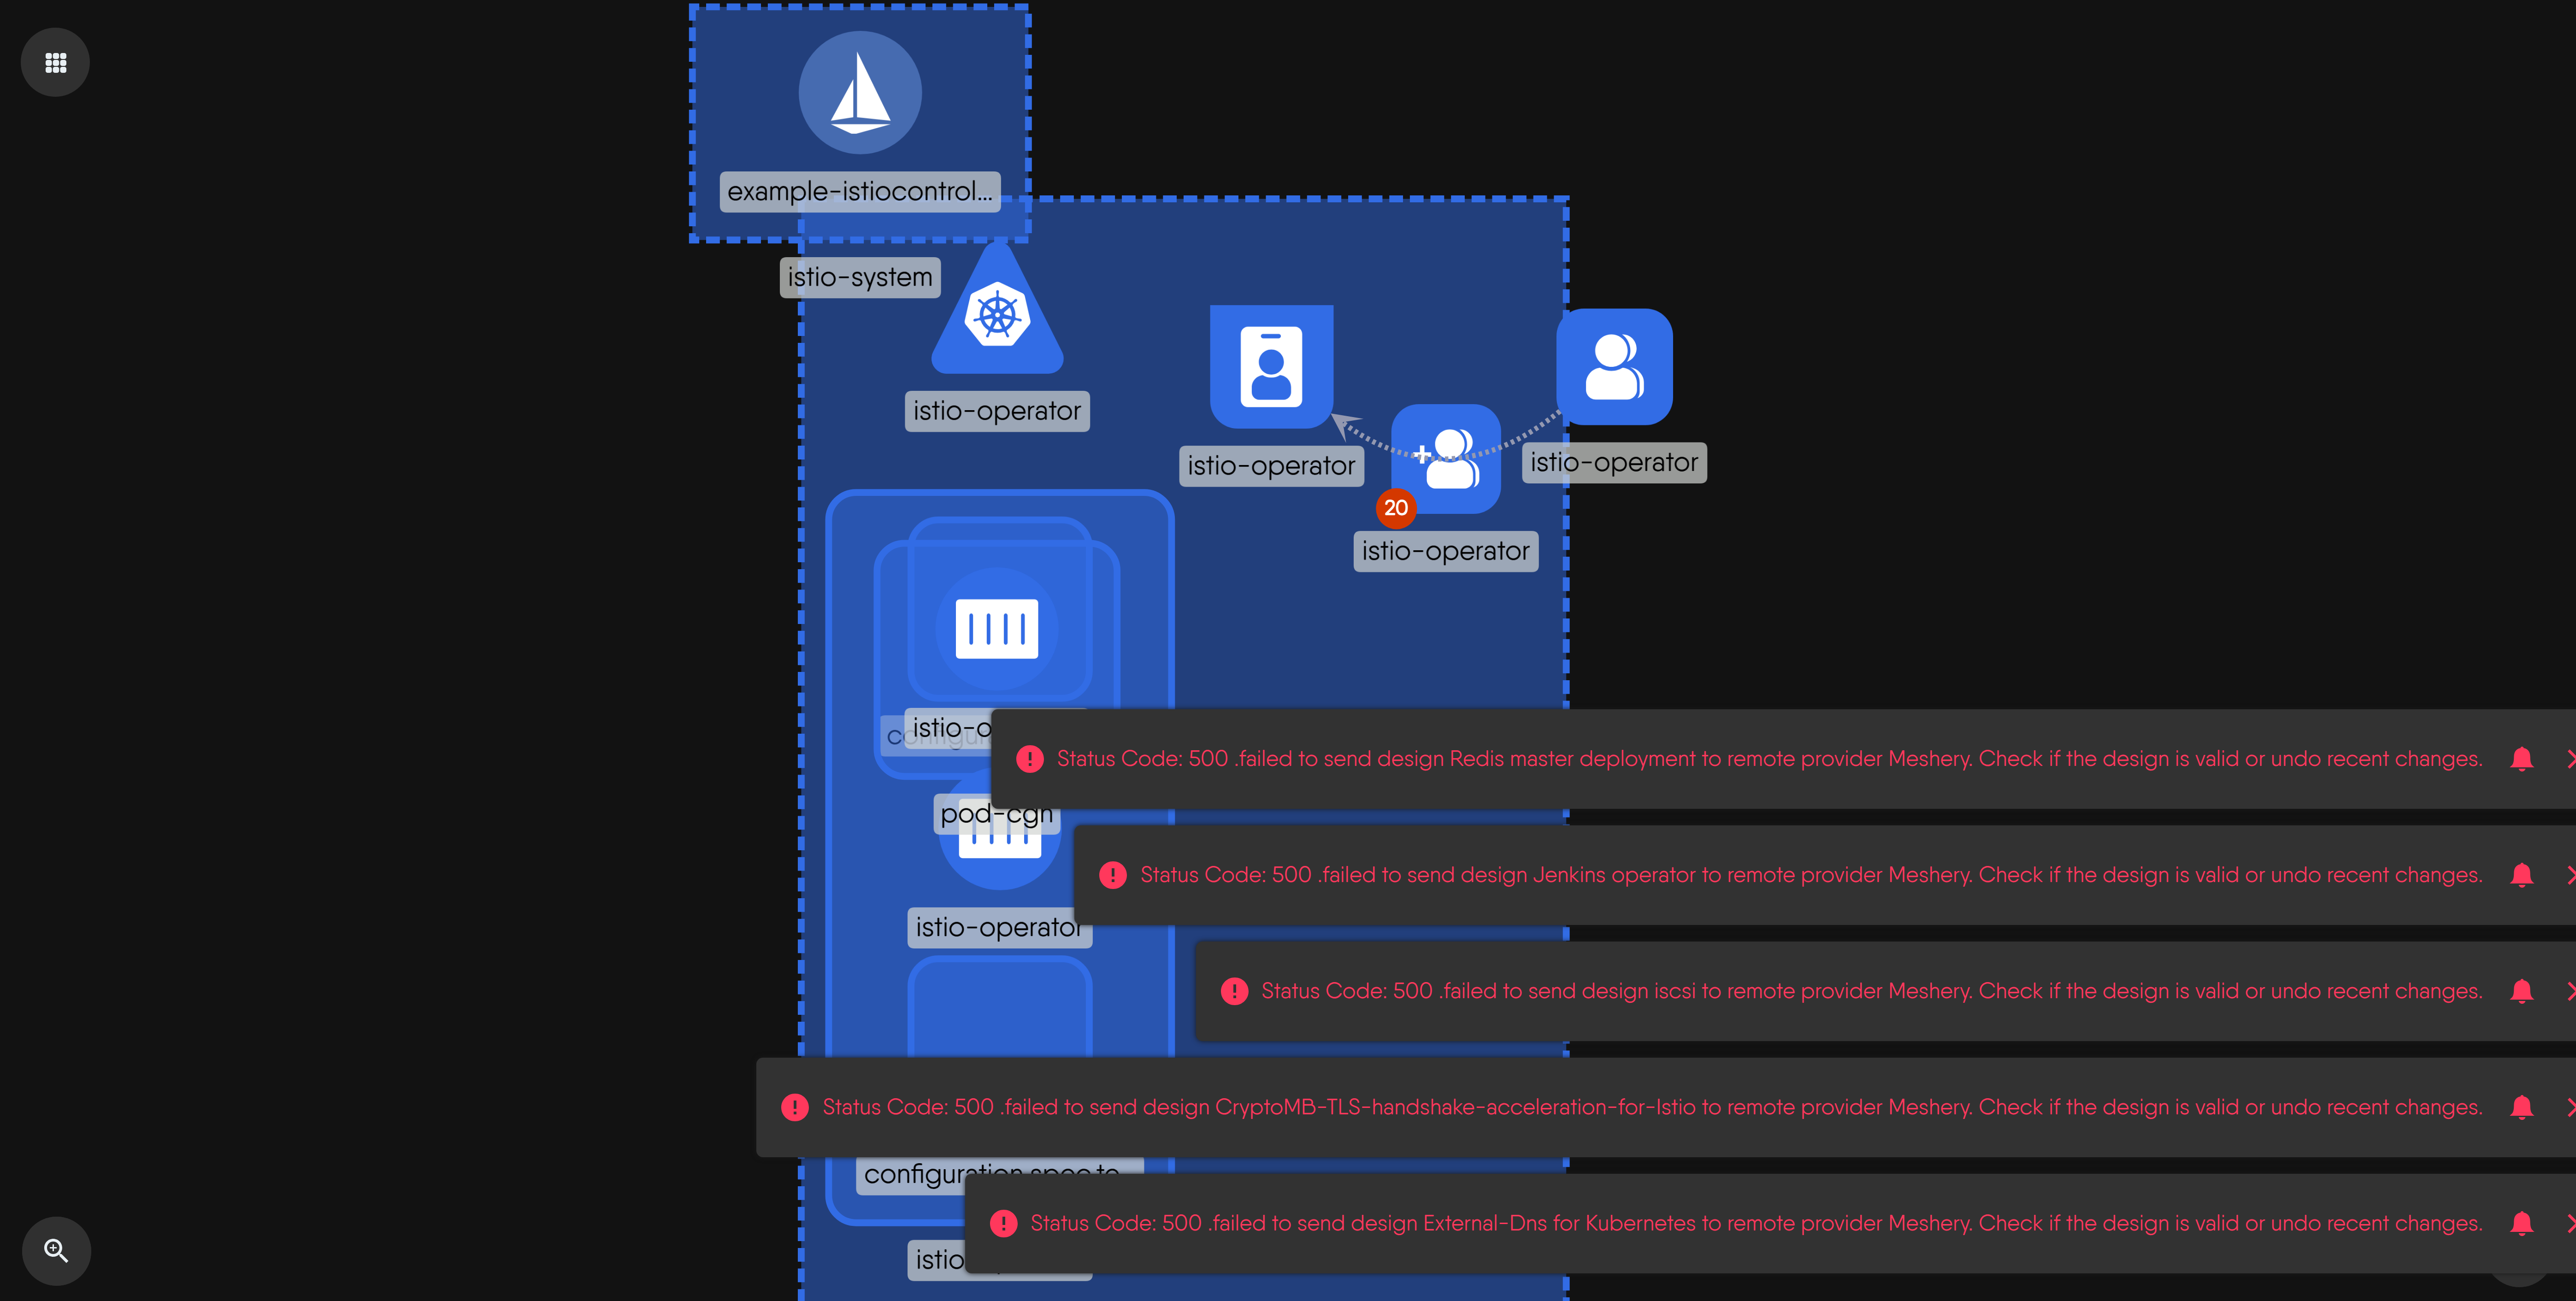 example-istiocontrol...
istio-system
istio-operator
istio-operator
istio-operator
20
istio-operator
istio-o
pod-cgn
istio-operator
Status Code: 500 .failed to send design Redis master deployment to remote provider Meshery. Check if the design is valid or undo recent changes.
Status Code: 500 .failed to send design Jenkins operator to remote provider Meshery. Check if the design is valid or undo recent changes.
Status Code: 500 .failed to send design iscsi to remote provider Meshery. Check if the design is valid or undo recent changes.
Status Code: 500 .failed to send design CryptoMB-TLS-handshake-acceleration-for-Istio to remote provider Meshery. Check if the design is valid or undo recent changes.
configuration.spec.te...
Status Code: 500 .failed to send design External-Dns for Kubernetes to remote provider Meshery. Check if the design is valid or undo recent changes.
istio